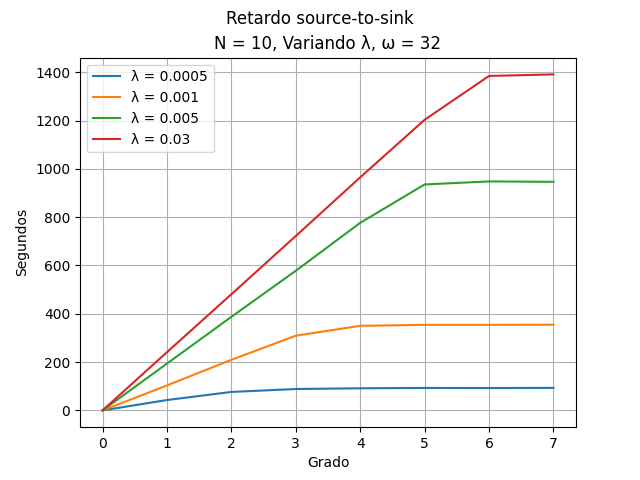 Retardo source-to-sink
N = 10, Variando λ, ω = 32
λ = 0.0005
λ = 0.001
λ = 0.005
λ = 0.03
1400
1200
1000
800
600
400
200
0
Segundos
0 1 2 3 4 5 6 7
Grado